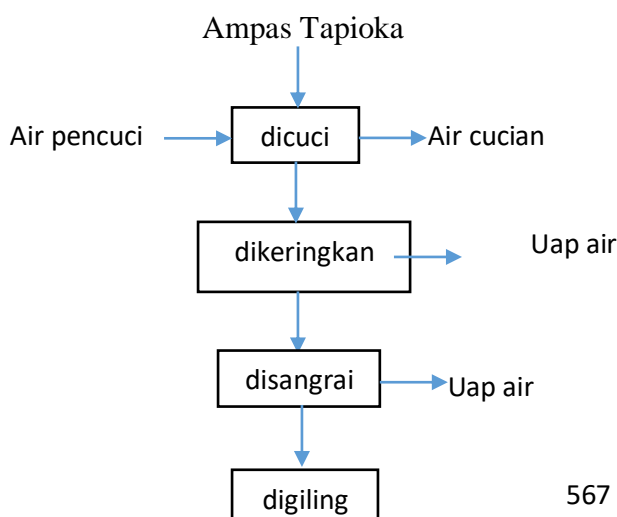 Ampas Tapioka
Air pencuci
dicuci
Air cucian
dikeringkan
Uap air
disangrai
Uap air
digiling
567